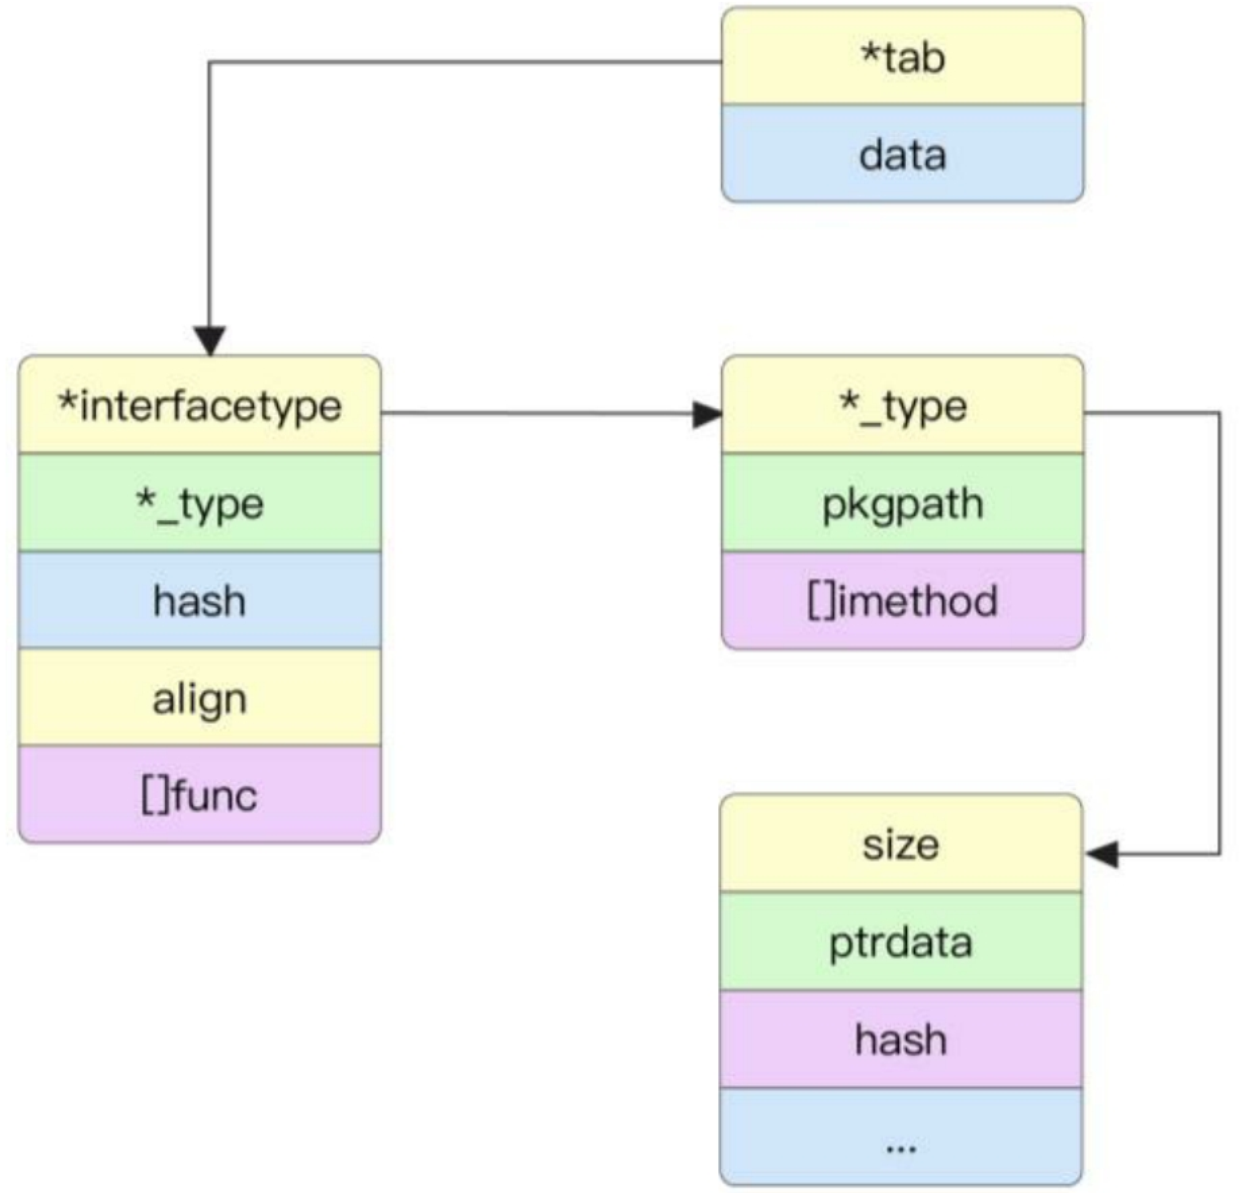 *tab
data
*interfacetype
*_type
hash
align
[]func
*_type
pkgpath
[]imethod
size
ptrdata
hash
...